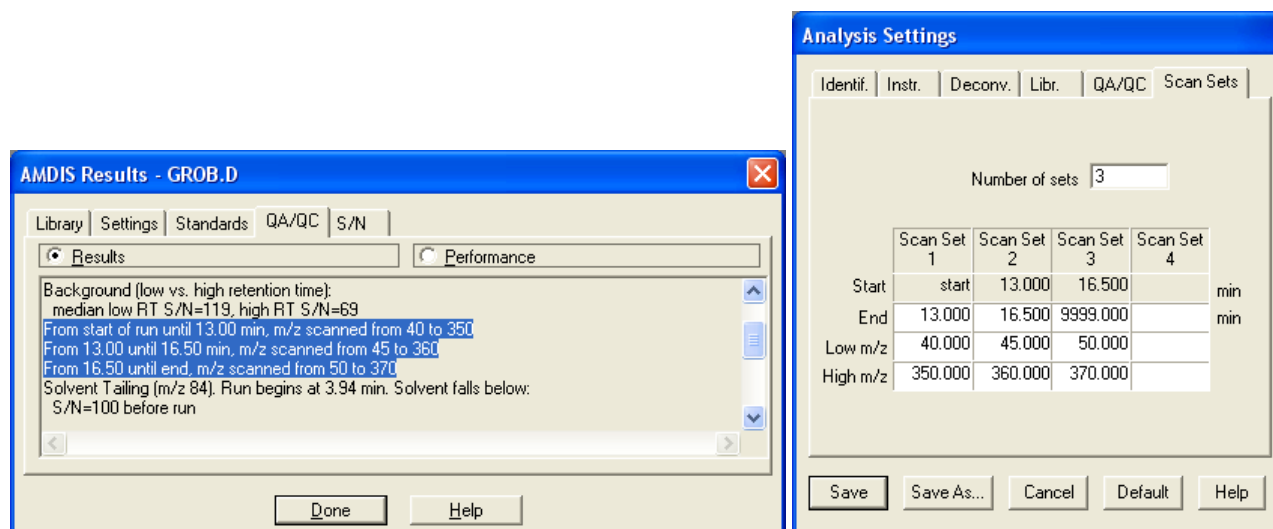 AMDIS Results - GROB.D
Library Settings Standards QA/QC S/N
Results Performance
Background (low vs. high retention time):
median low RT S/N=119, high RT S/N=69
From start of run until 13.00 min, m/z scanned from 40 to 350
From 13.00 until 16.50 min, m/z scanned from 45 to 360
From 16.50 until end, m/z scanned from 50 to 370
Solvent Tailing (m/z 84). Run begins at 3.94 min. Solvent falls below:
S/N=100 before run
Done Help
Analysis Settings
Identif. Instr. Deconv. Libr. QA/QC Scan Sets
Number of sets 3
Scan Set Scan Set Scan Set Scan Set
1 2 3 4
Start start 13.000 16.500 min
End 13.000 16.500 9999.000 min
Low m/z 40.000 45.000 50.000
High m/z 350.000 360.000 370.000
Save Save As... Cancel Default Help